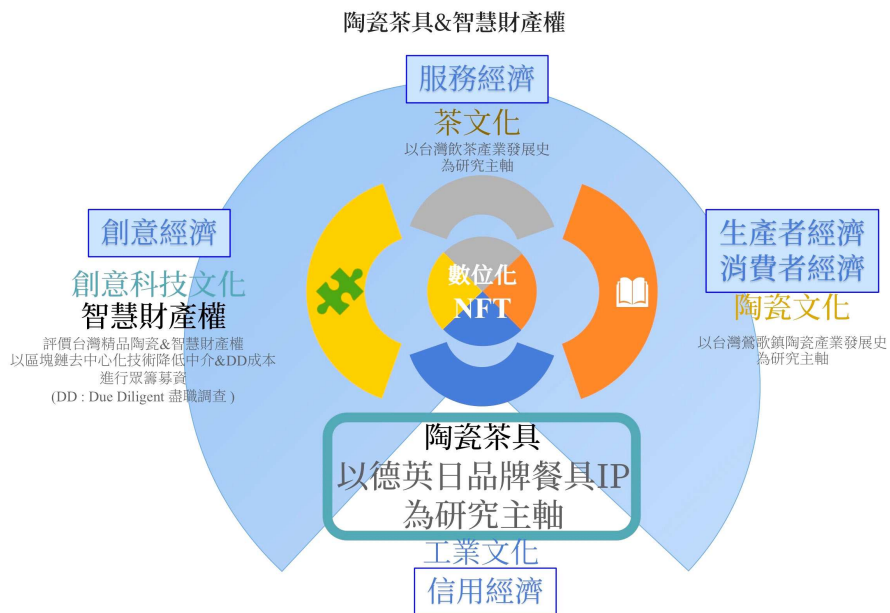 陶瓷茶具&智慧財產權
服務經濟
茶文化
以台灣飲茶產業發展史
為研究主軸
創意經濟
創意科技文化
智慧財產權
評價台灣精品陶瓷&智慧財產權
以區塊鏈去中心化技術降低中介&DD成本
進行眾籌募資
(DD : Due Diligent 盡職調查 )
數位化
NFT
生產者經濟
消費者經濟
陶瓷文化
以台灣鶯歌鎮陶瓷產業發展史
為研究主軸
陶瓷茶具
以德英日品牌餐具IP
為研究主軸
工業文化
信用經濟